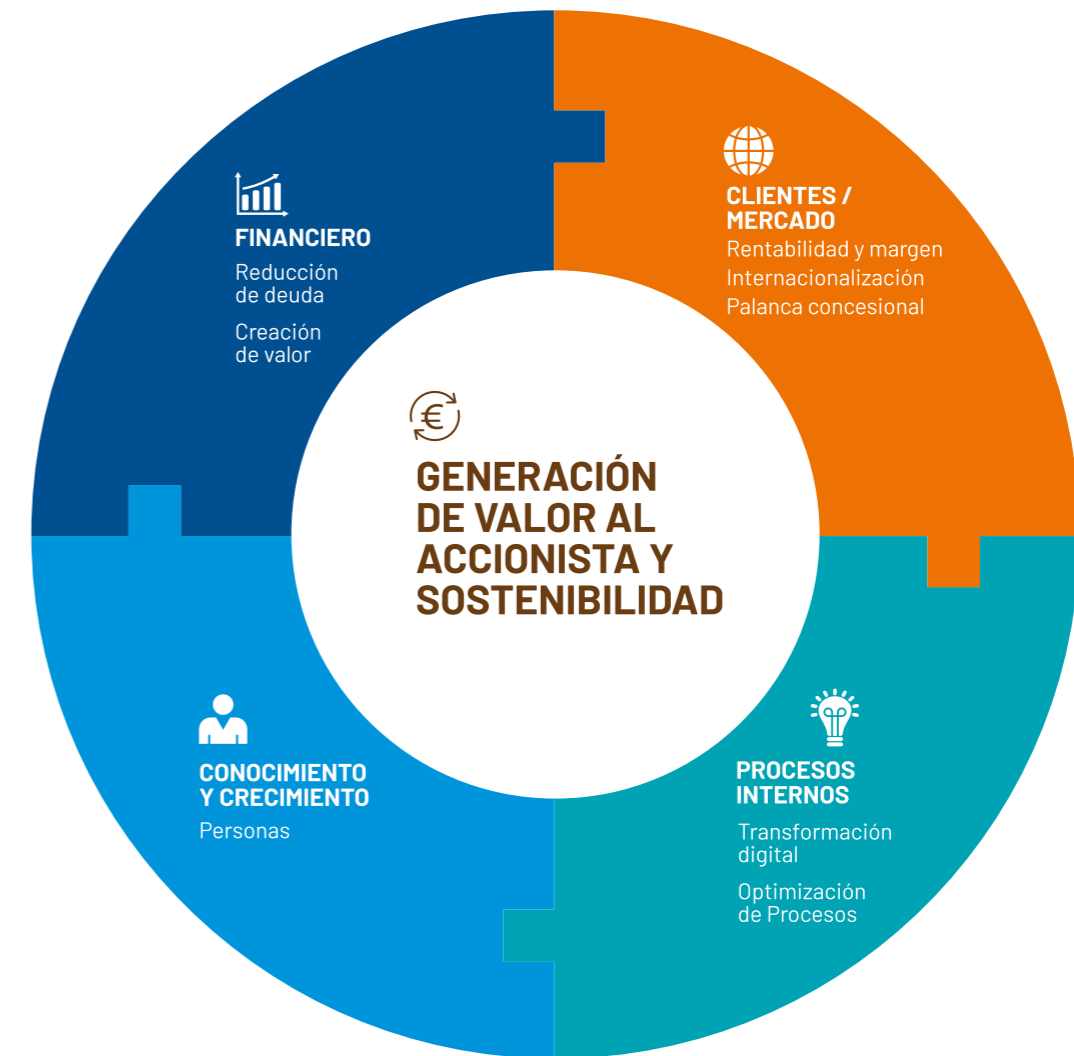 FINANCIERO
Reducción
de deuda
Creación
de valor
CLIENTES /
MERCADO
Rentabilidad y margen
Internacionalización
Palanca concesional
€
GENERACIÓN
DE VALOR AL
ACCIONISTA Y
SOSTENIBILIDAD
CONOCIMIENTO
Y CRECIMIENTO
Personas
PROCESOS
INTERNOS
Transformación
digital
Optimización
de Procesos